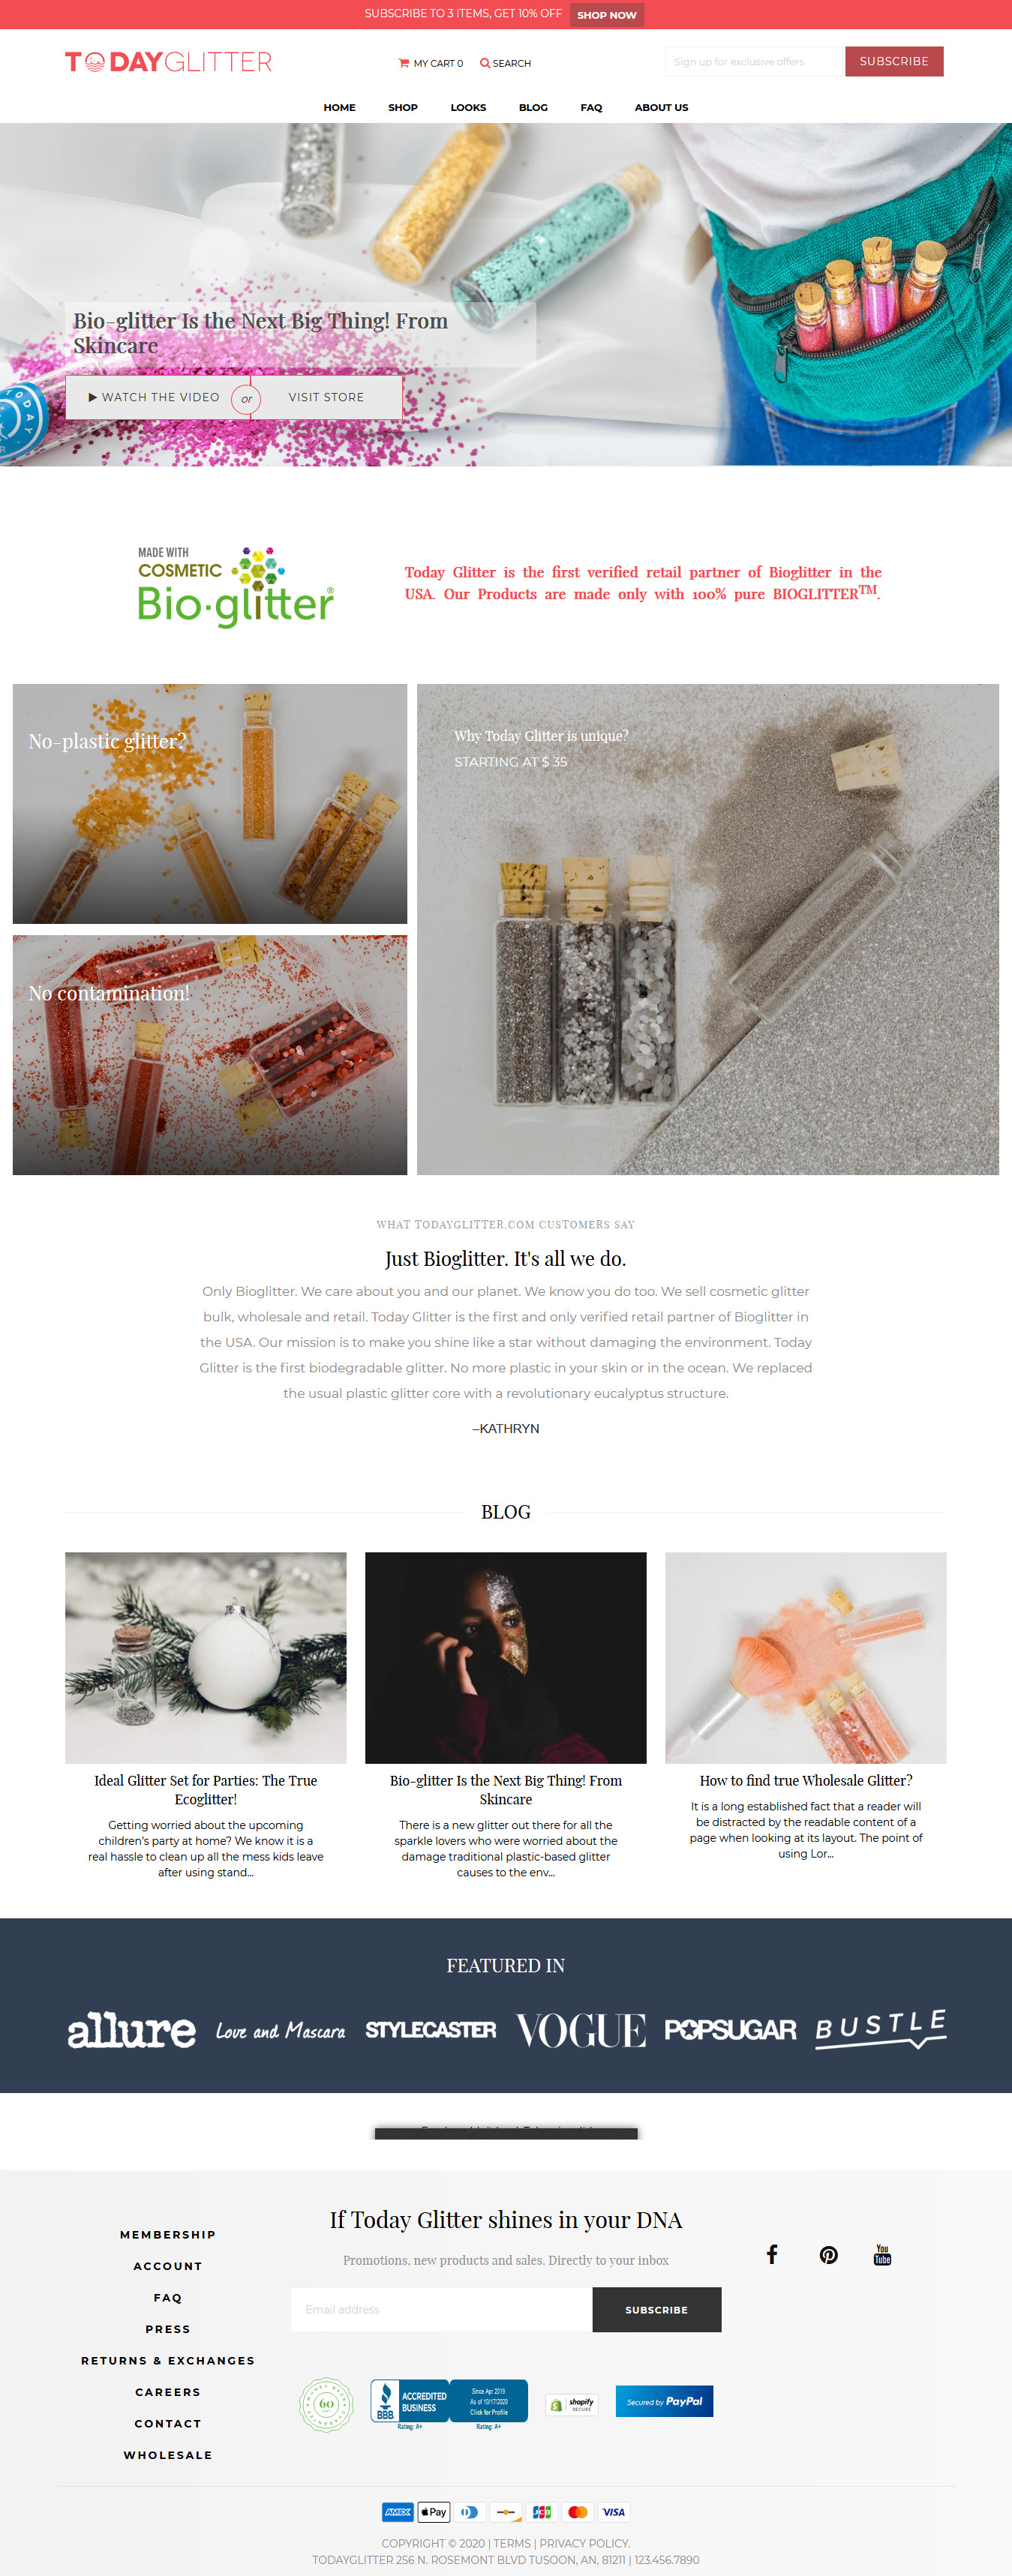 SUBSCRIBE TO 3 ITEMS, GET 10% OFF SHOP NOW
TODAYGLITTER
MY CART 0 SEARCH
Sign up for exclusive offers SUBSCRIBE
HOME SHOP LOOKS BLOG FAQ ABOUT US
Bio-glitter Is the Next Big Thing! From
Skincare
WATCH THE VIDEO or VISIT STORE
TODAY
MADE WITH
COSMETIC
Bio·glitter®
Today Glitter is the first verified retail partner of Bioglitter in the
USA. Our Products are made only with 100% pure BIOGLITTER™.
No-plastic glitter?
Why Today Glitter is unique?
STARTING AT $ 35
No contamination!
WHAT TODAYGLITTER.COM CUSTOMERS SAY
Just Bioglitter. It's all we do.
Only Bioglitter. We care about you and our planet. We know you do too. We sell cosmetic glitter
bulk, wholesale and retail. Today Glitter is the first and only verified retail partner of Bioglitter in
the USA. Our mission is to make you shine like a star without damaging the environment. Today
Glitter is the first biodegradable glitter. No more plastic in your skin or in the ocean. We replaced
the usual plastic glitter core with a revolutionary eucalyptus structure.
–KATHRYN
BLOG
Ideal Glitter Set for Parties: The True
Ecoglitter!
Getting worried about the upcoming
children's party at home? We know it is a
real hassle to clean up all the mess kids leave
after using stand...
Bio-glitter Is the Next Big Thing! From
Skincare
There is a new glitter out there for all the
sparkle lovers who were worried about the
damage traditional plastic-based glitter
causes to the env...
How to find true Wholesale Glitter?
It is a long established fact that a reader will
be distracted by the readable content of a
page when looking at its layout. The point of
using Lor...
FEATURED IN
allure Love and Mascara STYLECASTER VOGUE POPSUGAR BUSTLE
MEMBERSHIP
ACCOUNT
FAQ
PRESS
RETURNS & EXCHANGES
CAREERS
CONTACT
WHOLESALE
If Today Glitter shines in your DNA
Promotions, new products and sales. Directly to your inbox
Email address SUBSCRIBE
You
Tube
MONEY BACK
60
BBB
ACCREDITED
BUSINESS
Rating: A+
Since Apr 2019
As of 10/17/2020
Click for Profile
Rating: A+
shopify
SECURE
Secured by PayPal
AMEX Pay JCB VISA
COPYRIGHT © 2020 | TERMS | PRIVACY POLICY.
TODAYGLITTER 256 N. ROSEMONT BLVD TUSOON, AN, 81211 | 123.456.7890